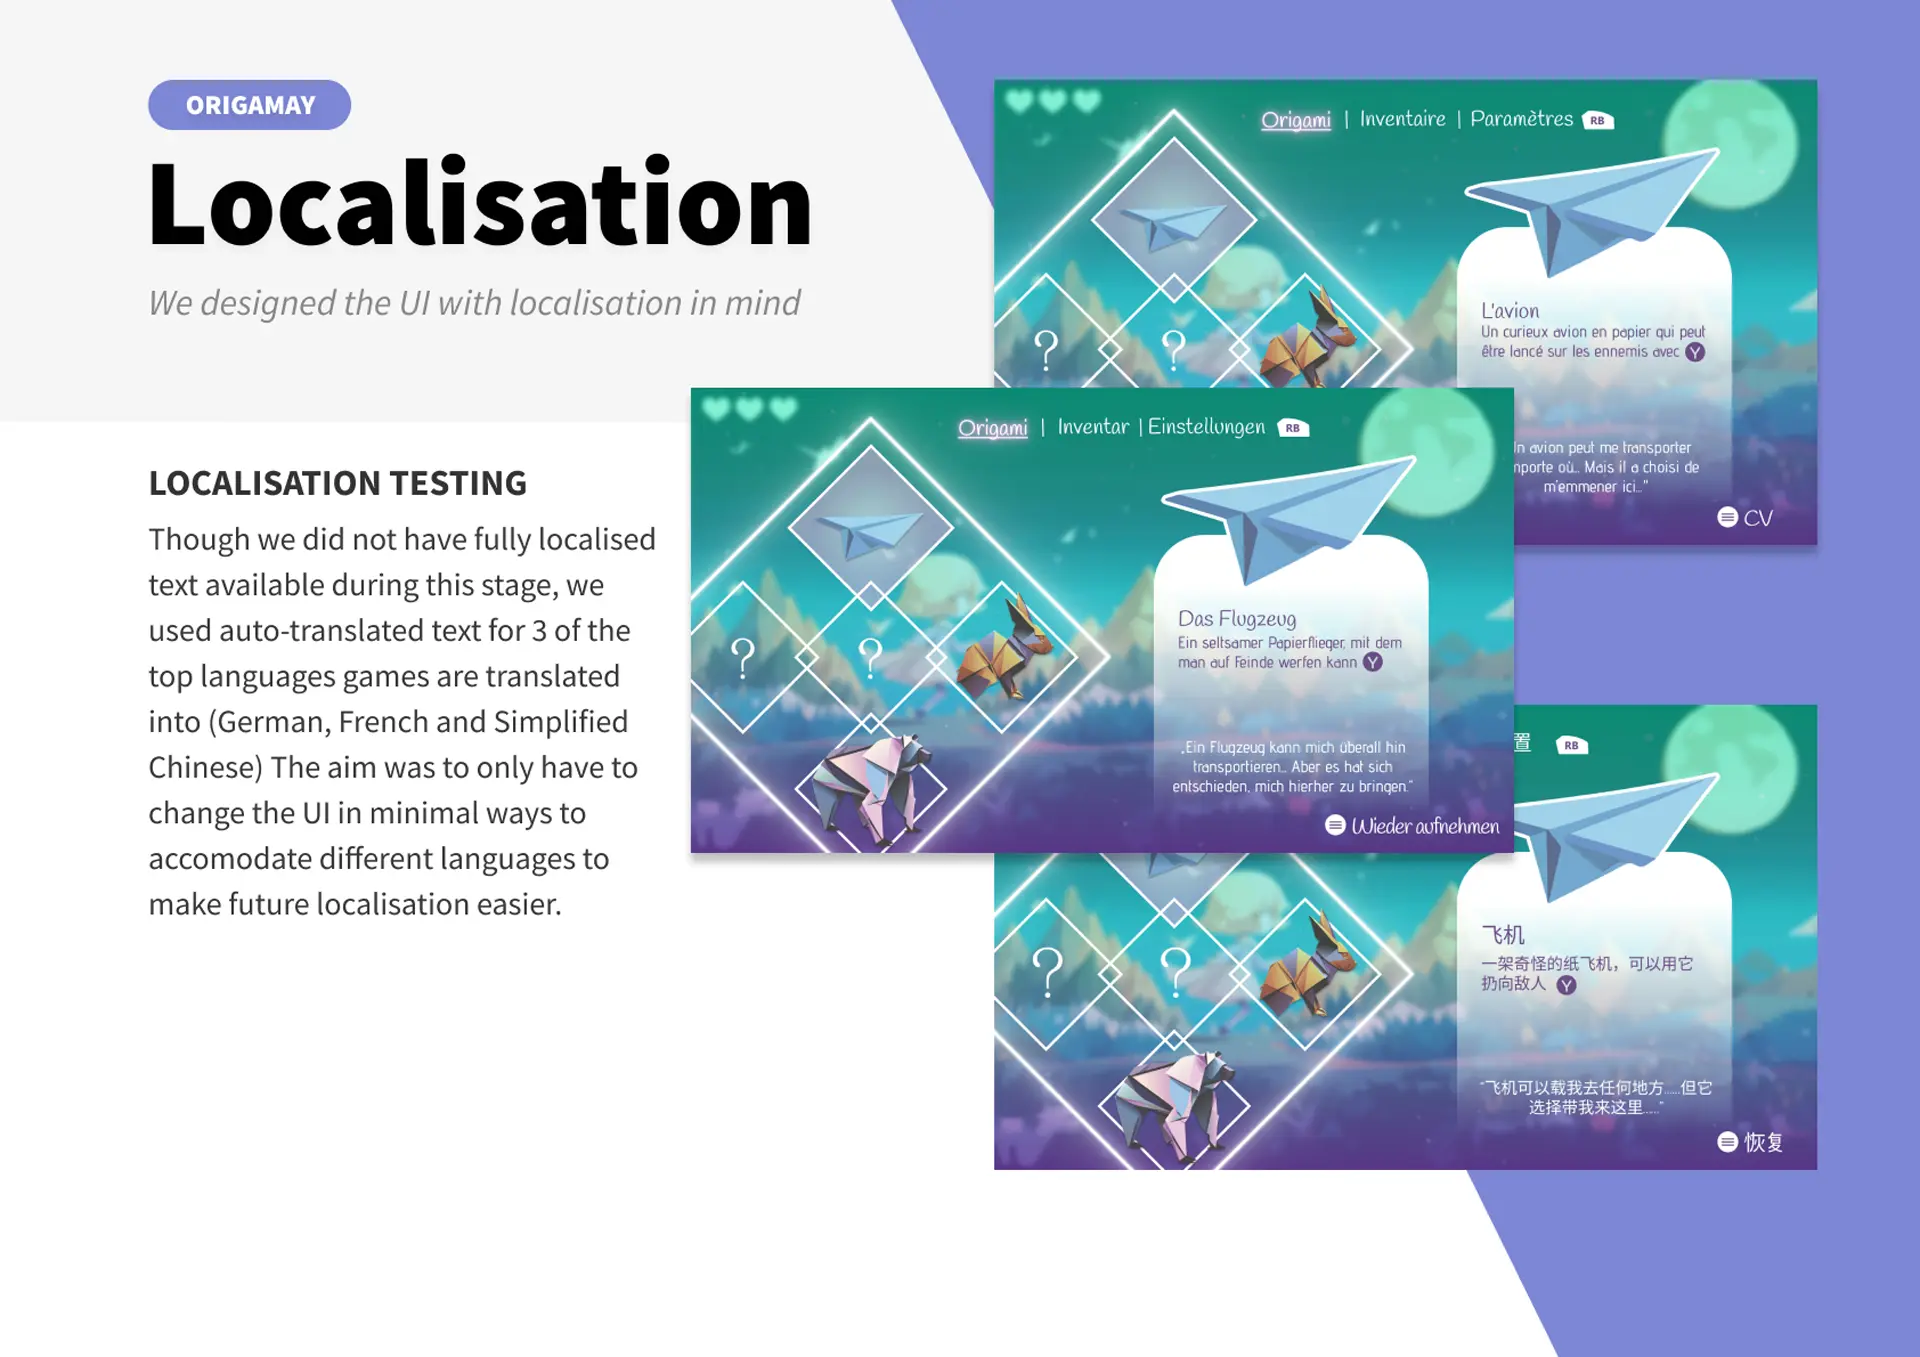 ORIGAMAY
Localisation
We designed the UI with localisation in mind
LOCALISATION TESTING
Though we did not have fully localised
text available during this stage, we
used auto-translated text for 3 of the
top languages games are translated
into (German, French and Simplified
Chinese) The aim was to only have to
change the UI in minimal ways to
accomodate different languages to
make future localisation easier.
Origami | Inventaire | Paramètres RB
? ?
L'avion
Un curieux avion en papier qui peut
être lancé sur les ennemis avec Y
avion peut me transporter
où... Mais il a choisi de
m'emmener ici..."
CV
Origami | Inventar | Einstellungen RB
? ?
Das Flugzeug
Ein seltsamer Papierflieger, mit dem
man auf Feinde werfen kann Y
„Ein Flugzeug kann mich überall hin
transportieren... Aber es hat sich
entschieden, mich hierher zu bringen."
Wieder aufnehmen
置 RB
? ?
飞机
一架奇怪的纸飞机，可以用它
扔向敌人 Y
"飞机可以载我去任何地方......但它
选择带我来这里......"
恢复